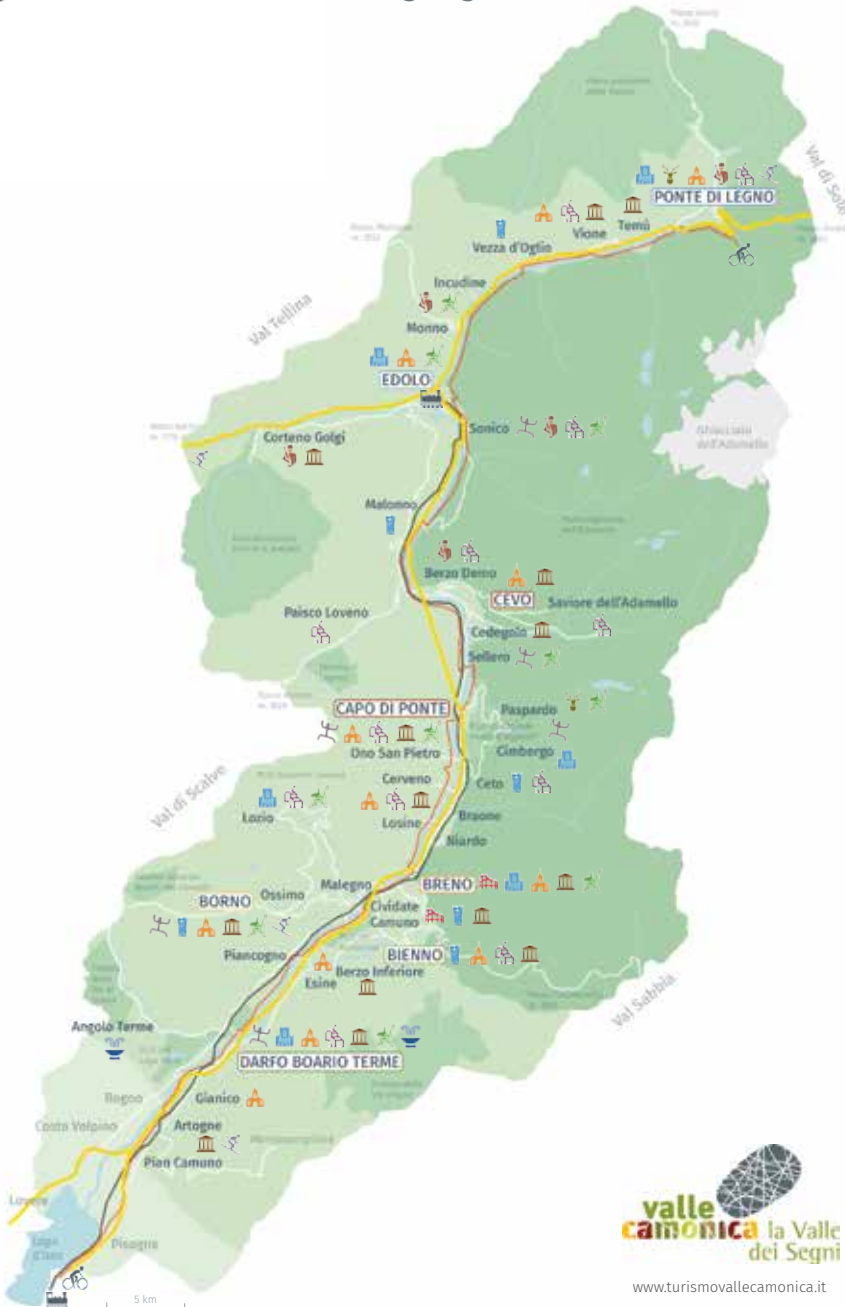 Val di Sole
PONTE DI LEGNO
Temù
Vione
Vezza d'Oglio
Incudine
Monno
Val Tellina
EDOLO
Sonico
Corteno Golgi
Ghiacciaio
dell'Adamello
Malonno
Berzo Demo
CEVO
Saviore dell'Adamello
Paisco Loveno
Cedegolo
Sellero
CAPO DI PONTE
Paspardo
Ono San Pietro
Cimbergo
Cerveno
Ceto
Val di Scalve
Lozio
Losine
Braone
Niardo
Malegno
BRENO
Ossimo
BORNO
Cividate
Camuno
Piancogno
BIENNO
Berzo Inferiore
Esine
Val Sabbia
Angolo Terme
DARFO BOARIO TERME
Rogno
Gianico
Costa Volpino
Artogne
Pian Camuno
Lovere
Lago
d'Iseo
Pisogne
5 km
valle
camonica la Valle
dei Segni
www.turismovallecamonica.it